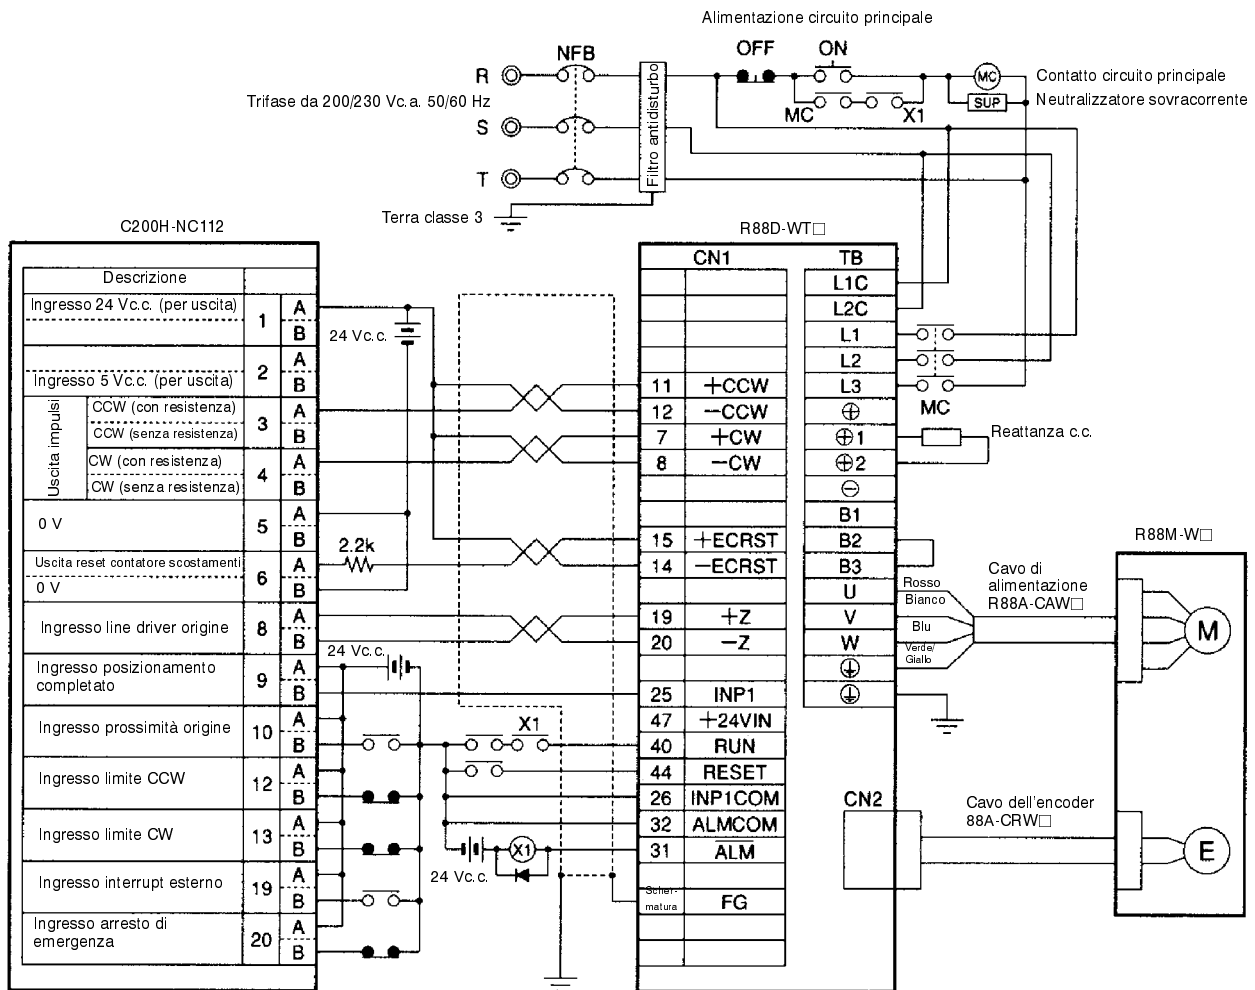 Alimentazione circuito principale
NFB
OFF
ON
R
MC
Contatto circuito principale
Trifase da 200/230 Vc.a. 50/60 Hz
SUP
Neutralizzatore sovracorrente
MC
X1
S
Filtro antidisturbo
T
Terra classe 3
C200H-NC112
R88D-WT□
Descrizione
Ingresso 24 Vc.c. (per uscita)
1
A
B
2
A
Ingresso 5 Vc.c. (per uscita)
B
Uscita impulsi
CCW (con resistenza)
3
A
CCW (senza resistenza)
B
CW (con resistenza)
4
A
CW (senza resistenza)
B
0 V
5
A
B
Uscita reset contatore scostamenti
6
A
0 V
B
Ingresso line driver origine
8
A
B
Ingresso posizionamento
completato
9
A
B
Ingresso prossimità origine
10
A
B
Ingresso limite CCW
12
A
B
Ingresso limite CW
13
A
B
Ingresso interrupt esterno
19
A
B
Ingresso arresto di
emergenza
20
A
B
24 Vc.c.
2.2k
24 Vc.c.
X1
X1
24 Vc.c.
CN1
11 +CCW
12 −CCW
7 +CW
8 −CW
15 +ECRST
14 −ECRST
19 +Z
20 −Z
25 INP1
47 +24VIN
40 RUN
44 RESET
26 INP1COM
32 ALMCOM
31 ALM
Scher-
matura
FG
TB
L1C
L2C
L1
L2
L3
⊕
⊕1
⊕2
⊖
B1
B2
B3
U
V
W
CN2
MC
Reattanza c.c.
Rosso
Bianco
Blu
Verde/
Giallo
Cavo di
alimentazione
R88A-CAW□
R88M-W□
M
Cavo dell'encoder
88A-CRW□
E